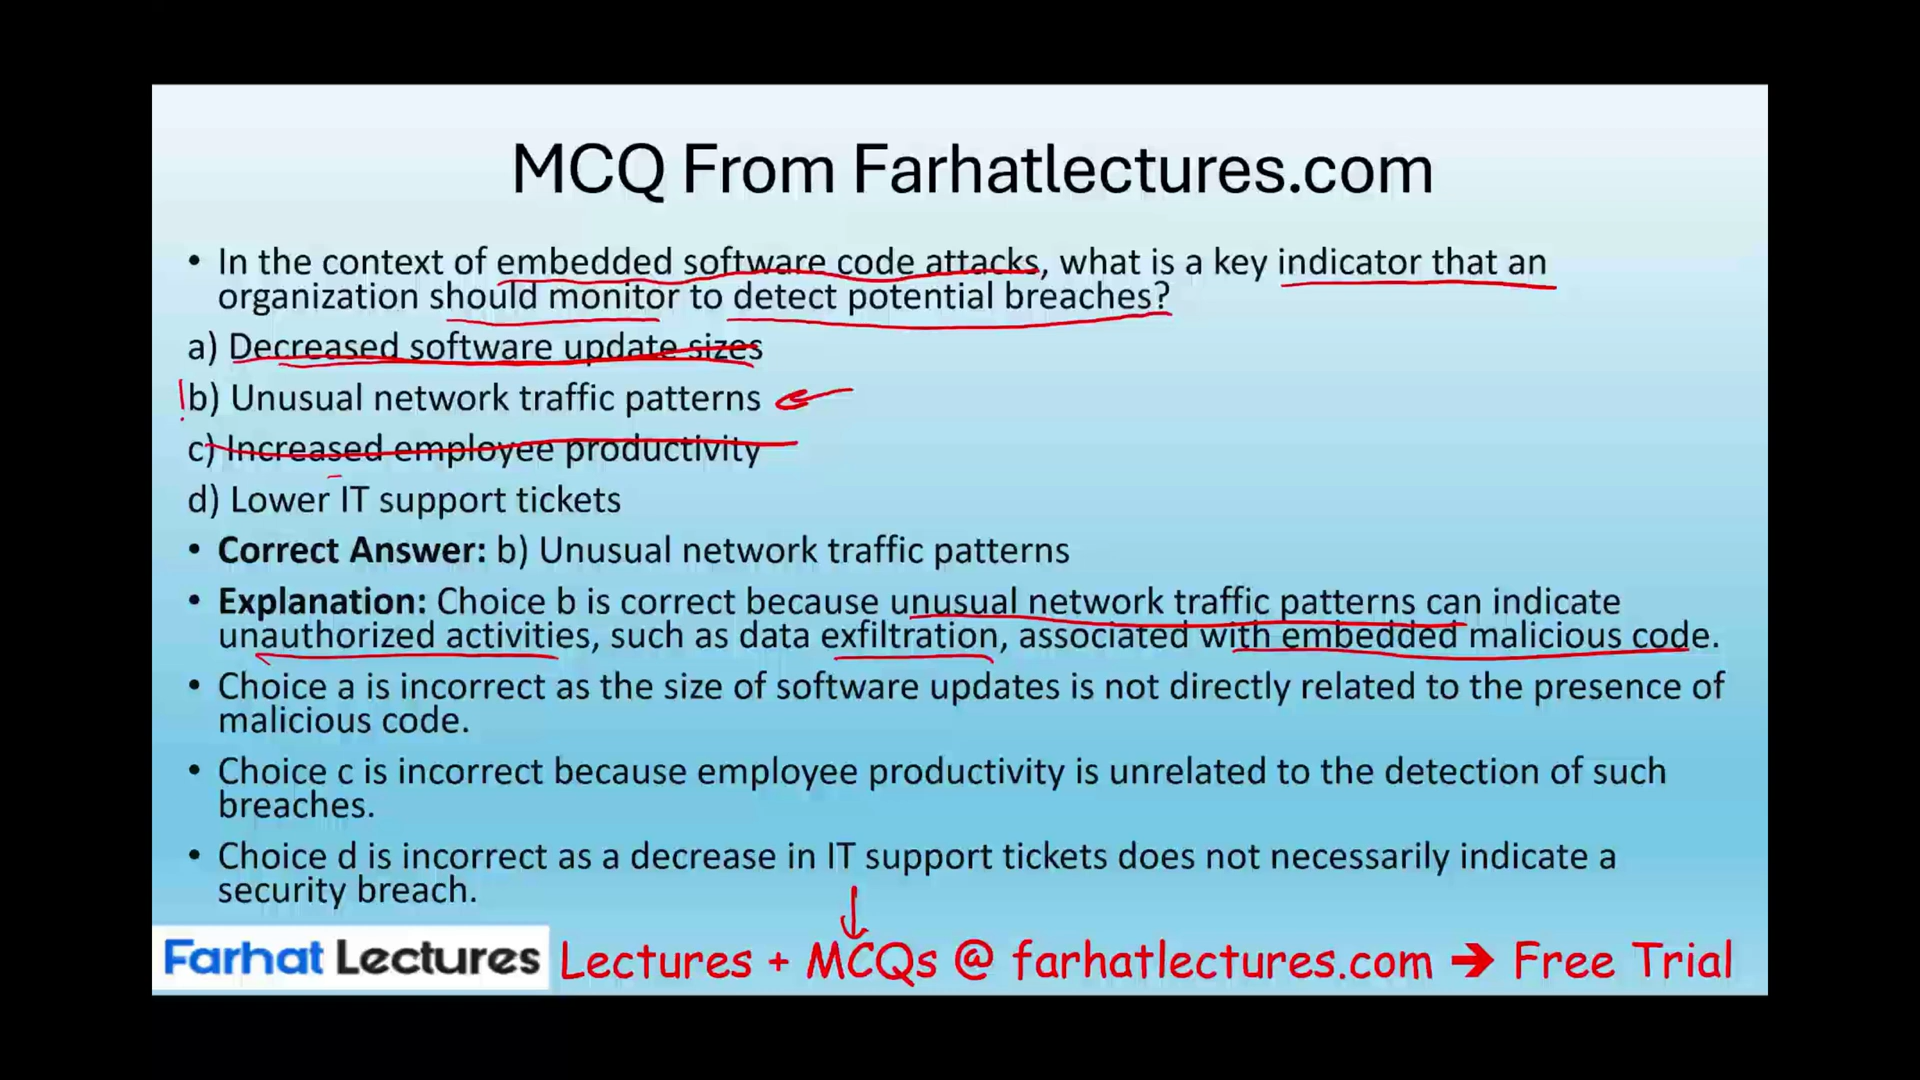 MCQ From Farhatlectures.com
• In the context of embedded software code attacks, what is a key indicator that an
organization should monitor to detect potential breaches?
a) Decreased software update sizes
b) Unusual network traffic patterns
c) Increased employee productivity
d) Lower IT support tickets
• Correct Answer: b) Unusual network traffic patterns
• Explanation: Choice b is correct because unusual network traffic patterns can indicate
unauthorized activities, such as data exfiltration, associated with embedded malicious code.
• Choice a is incorrect as the size of software updates is not directly related to the presence of
malicious code.
• Choice c is incorrect because employee productivity is unrelated to the detection of such
breaches.
• Choice d is incorrect as a decrease in IT support tickets does not necessarily indicate a
security breach.
Farhat Lectures Lectures + MCQs @ farhatlectures.com → Free Trial